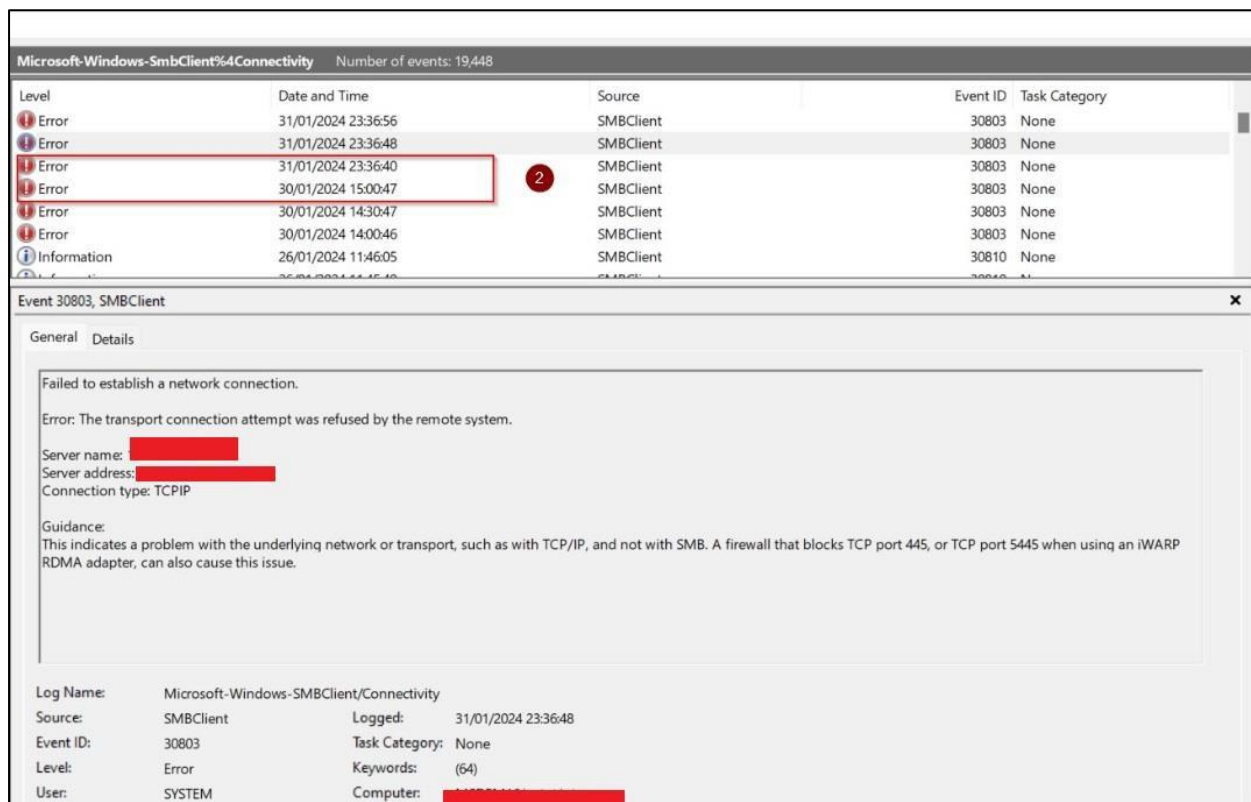 Microsoft-Windows-SmbClient%4Connectivity Number of events: 19,448
Level Date and Time Source Event ID Task Category
Error 31/01/2024 23:36:56 SMBClient 30803 None
Error 31/01/2024 23:36:48 SMBClient 30803 None
Error 31/01/2024 23:36:40 SMBClient 30803 None
2
Error 30/01/2024 15:00:47 SMBClient 30803 None
Error 30/01/2024 14:30:47 SMBClient 30803 None
Error 30/01/2024 14:00:46 SMBClient 30803 None
Information 26/01/2024 11:46:05 SMBClient 30810 None
Event 30803, SMBClient
General Details
Failed to establish a network connection.
Error: The transport connection attempt was refused by the remote system.
Server name:
Server address:
Connection type: TCPIP
Guidance:
This indicates a problem with the underlying network or transport, such as with TCP/IP, and not with SMB. A firewall that blocks TCP port 445, or TCP port 5445 when using an iWARP
RDMA adapter, can also cause this issue.
Log Name: Microsoft-Windows-SMBClient/Connectivity
Source: SMBClient Logged: 31/01/2024 23:36:48
Event ID: 30803 Task Category: None
Level: Error Keywords: (64)
User: SYSTEM Computer: